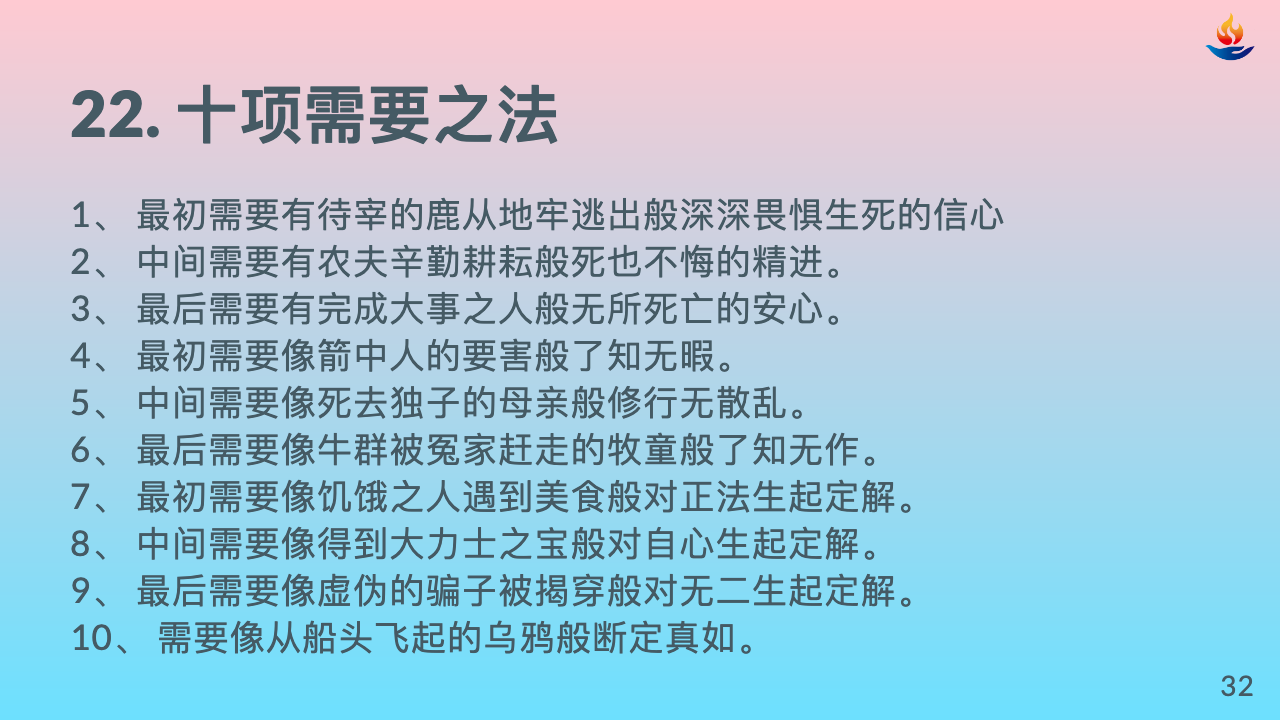 22. 十项需要之法
1、 最初需要有待宰的鹿从地牢逃出般深深畏惧生死的信心
2、 中间需要有农夫辛勤耕耘般死也不悔的精进。
3、 最后需要有完成大事之人般无所死亡的安心。
4、 最初需要像箭中人的要害般了知无暇。
5、 中间需要像死去独子的母亲般修行无散乱。
6、 最后需要像牛群被冤家赶走的牧童般了知无作。
7、 最初需要像饥饿之人遇到美食般对正法生起定解。
8、 中间需要像得到大力士之宝般对自心生起定解。
9、 最后需要像虚伪的骗子被揭穿般对无二生起定解。
10、 需要像从船头飞起的乌鸦般断定真如。
32